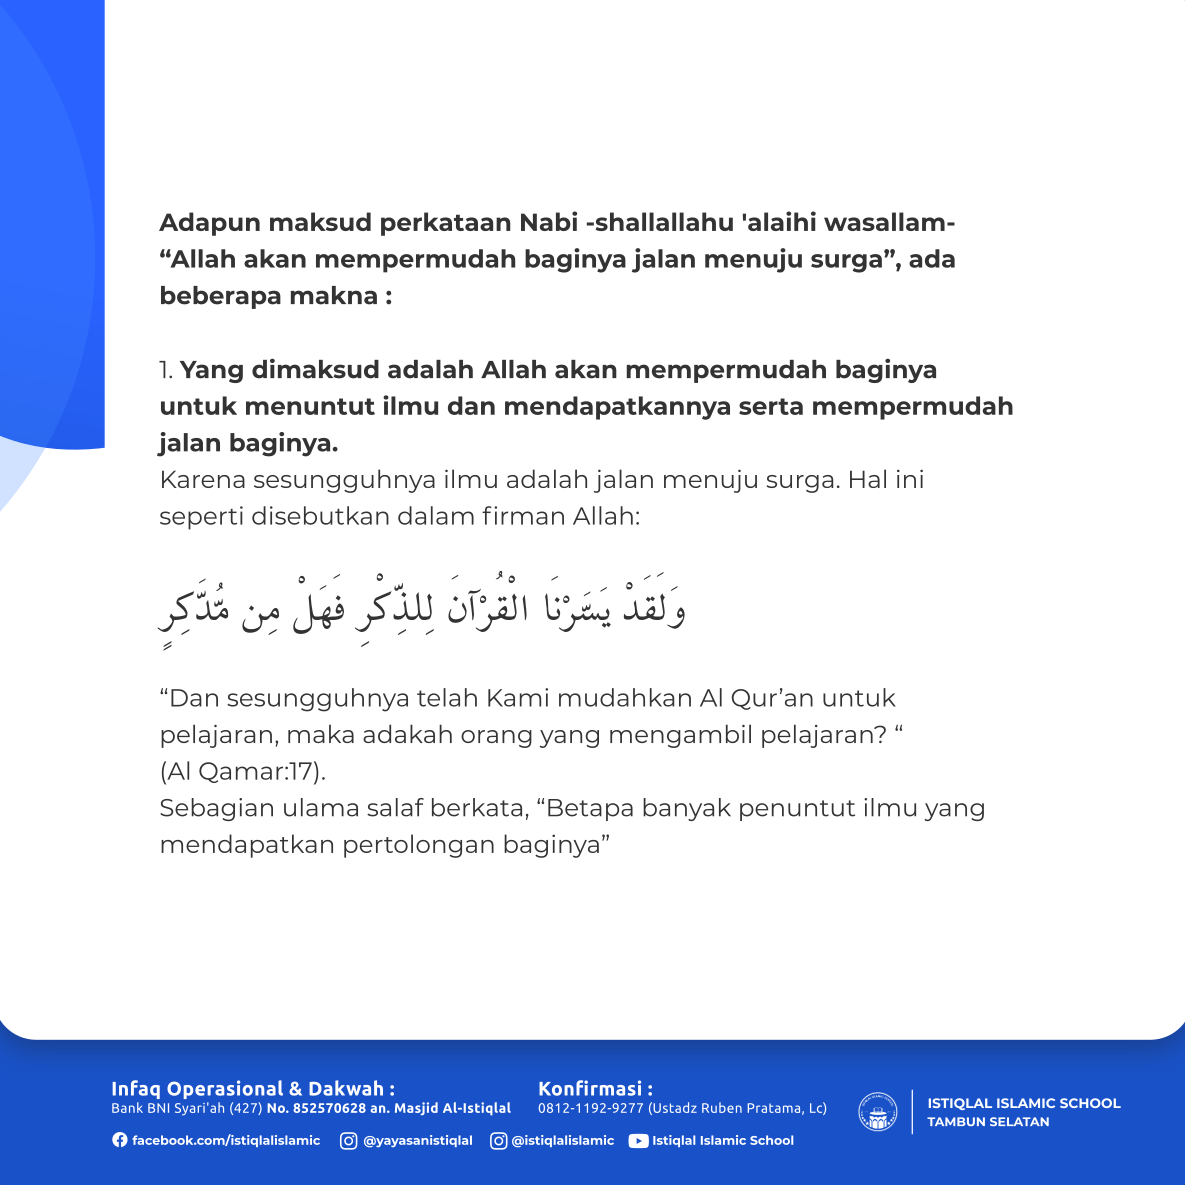 Adapun maksud perkataan Nabi -shallallahu 'alaihi wasallam-
“Allah akan mempermudah baginya jalan menuju surga”, ada
beberapa makna :
1. Yang dimaksud adalah Allah akan mempermudah baginya
untuk menuntut ilmu dan mendapatkannya serta mempermudah
jalan baginya.
Karena sesungguhnya ilmu adalah jalan menuju surga. Hal ini
seperti disebutkan dalam firman Allah:
وَلَقَدْ يَسَّرْنَا الْقُرْآنَ لِلذِّكْرِ فَهَلْ مِن مُّدَّكِرٍ
“Dan sesungguhnya telah Kami mudahkan Al Qur’an untuk
pelajaran, maka adakah orang yang mengambil pelajaran? “
(Al Qamar:17).
Sebagian ulama salaf berkata, “Betapa banyak penuntut ilmu yang
mendapatkan pertolongan baginya”
Infaq Operasional & Dakwah :
Bank BNI Syari'ah (427) No. 852570628 an. Masjid Al-Istiqlal
Konfirmasi :
0812-1192-9277 (Ustadz Ruben Pratama, Lc)
facebook.com/istiqlalislamic @yayasanistiqlal @istiqlalislamic Istiqlal Islamic School
ISTIQLAL ISLAMIC SCHOOL
TAMBUN SELATAN